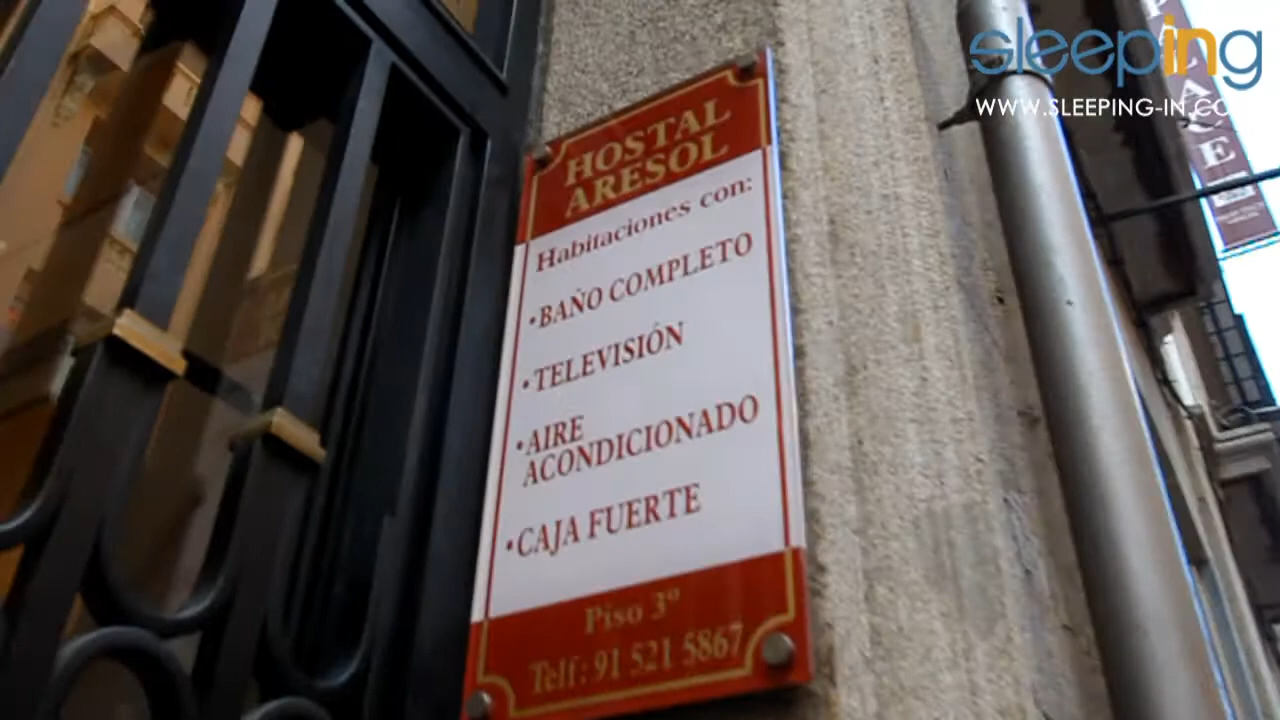 HOSTAL
ARESOL
Habitaciones con:
•BAÑO COMPLETO
•TELEVISIÓN
•AIRE
ACONDICIONADO
•CAJA FUERTE
Piso 3º
Telf: 91 521 5867
sleepingin
WWW.SLEEPING-IN.CO